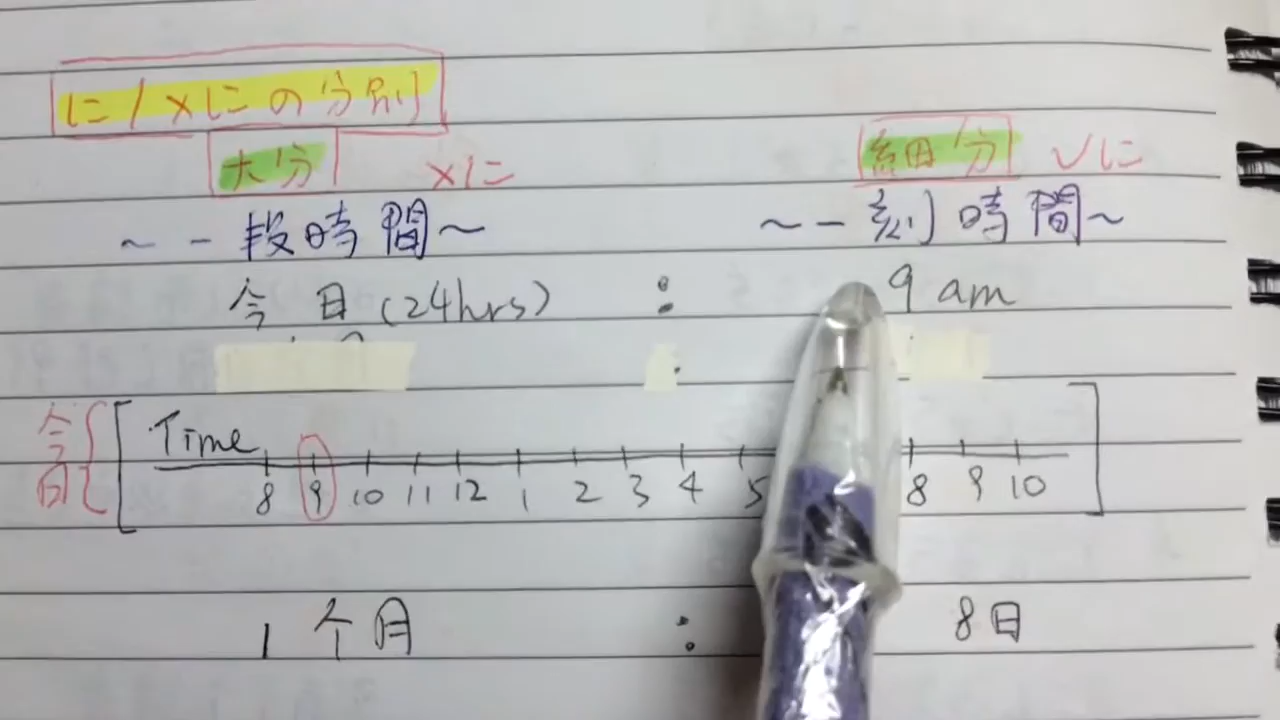 に/×にの分別
大分 ×に 細分 ✓に
~一段時間~ ~一刻時間~
今日(24hrs) : 9 am
今日 Time
8 9 10 11 12 1 2 3 4 5 8 9 10
1个月 : 8日